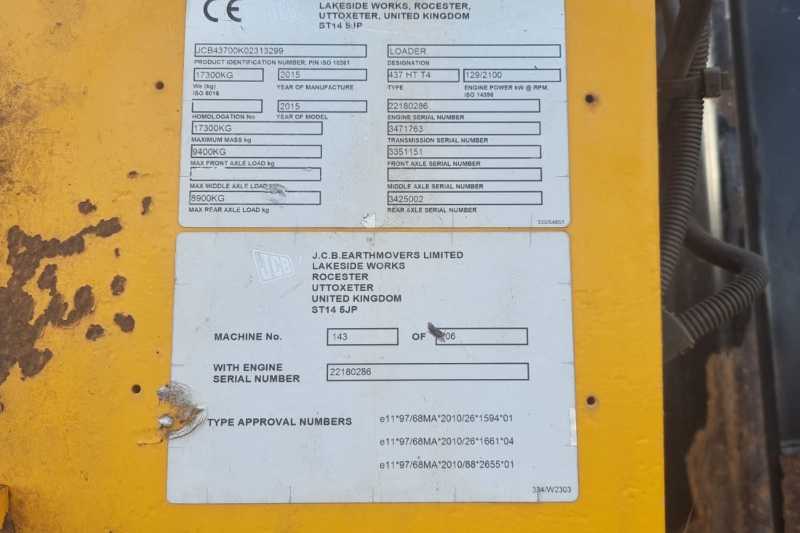 CE
LAKESIDE WORKS, ROCESTER,
UTTOXETER, UNITED KINGDOM
ST14 5JP
JCB43700K02313299
PRODUCT IDENTIFICATION NUMBER, PIN ISO 10261
17300KG 2015
Ws (kg) YEAR OF MANUFACTURE
ISO 6016
2015
HOMOLOGATION No YEAR OF MODEL
17300KG
MAXIMUM MASS kg
9400KG
MAX FRONT AXLE LOAD kg
MAX MIDDLE AXLE LOAD kg
8900KG
MAX REAR AXLE LOAD kg
LOADER
DESIGNATION
437 HT T4 129/2100
TYPE ENGINE POWER kW @ RPM,
ISO 14396
22180286
ENGINE SERIAL NUMBER
3471763
TRANSMISSION SERIAL NUMBER
3351151
FRONT AXLE SERIAL NUMBER
MIDDLE AXLE SERIAL NUMBER
3425002
REAR AXLE SERIAL NUMBER
JCB
J.C.B.EARTHMOVERS LIMITED
LAKESIDE WORKS
ROCESTER
UTTOXETER
UNITED KINGDOM
ST14 5JP
MACHINE No. 143 OF
WITH ENGINE
SERIAL NUMBER 22180286
TYPE APPROVAL NUMBERS
e11*97/68MA*2010/26*1594*01
e11*97/68MA*2010/26*1661*04
e11*97/68MA*2010/88*2655*01
334/W2303